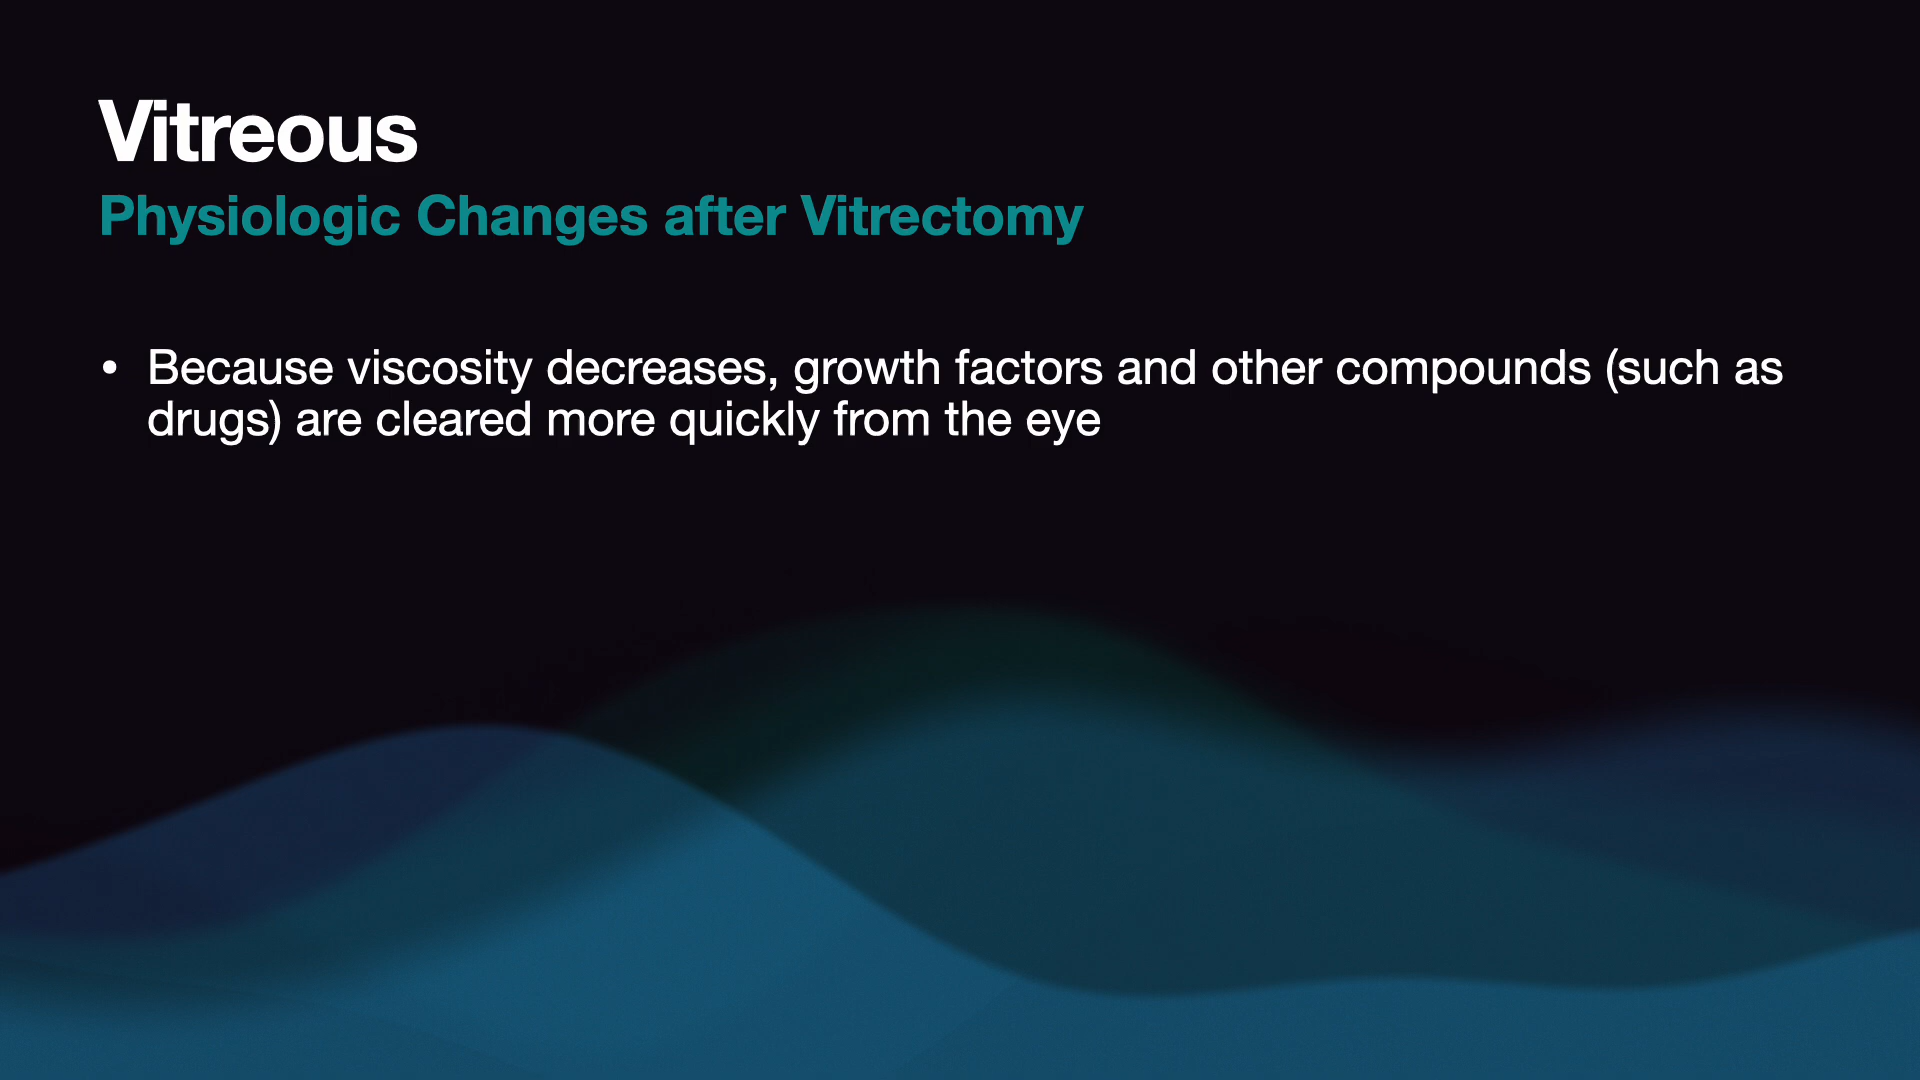 Vitreous
Physiologic Changes after Vitrectomy
• Because viscosity decreases, growth factors and other compounds (such as
drugs) are cleared more quickly from the eye